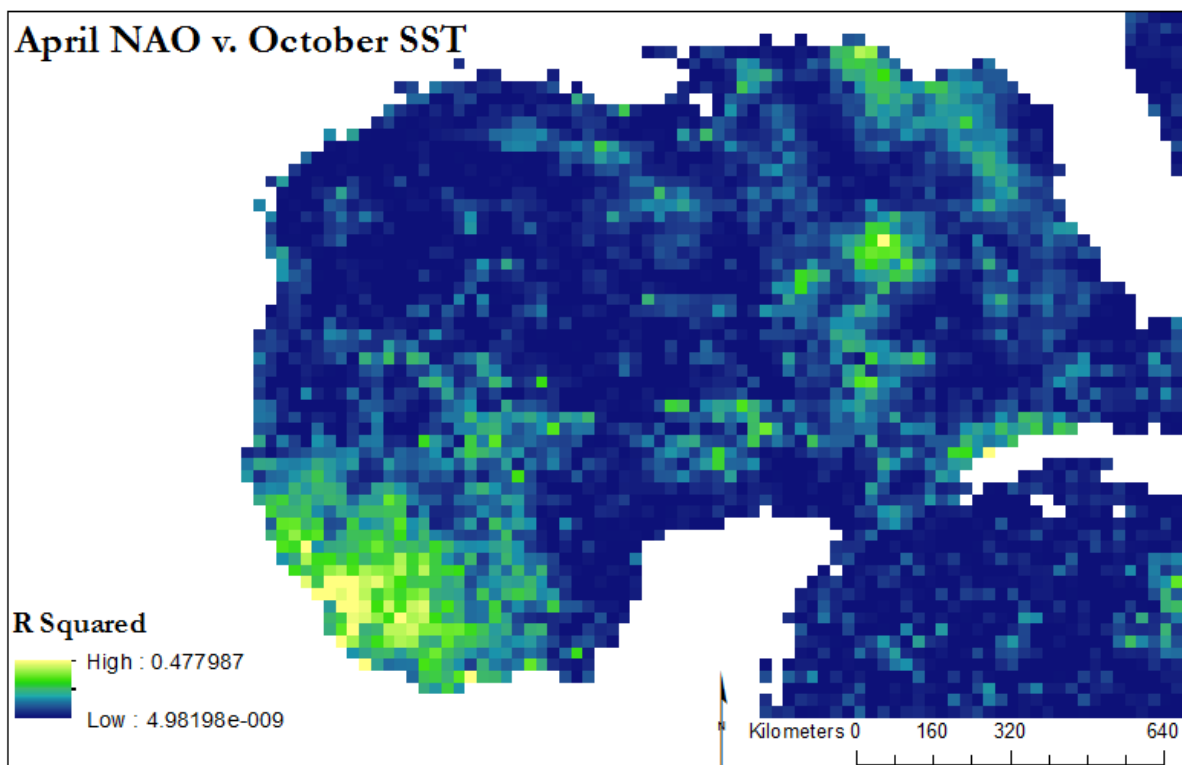 April NAO v. October SST
R Squared
High : 0.477987
Low : 4.98198e-009
N
Kilometers 0 160 320 640